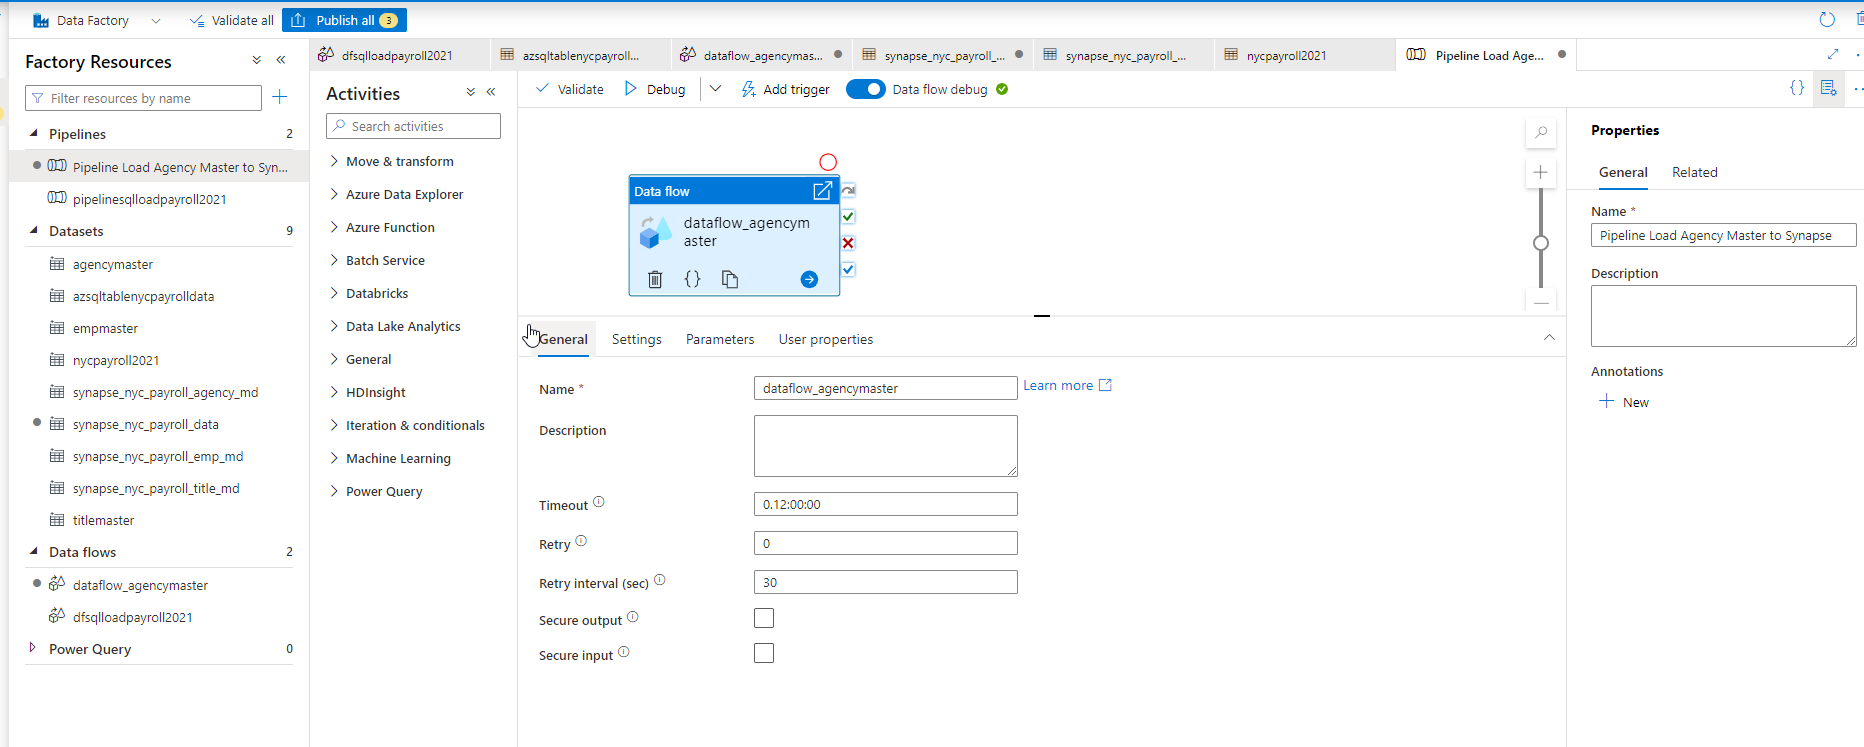 Data Factory
Validate all
Publish all 3
Factory Resources
Filter resources by name
Pipelines 2
Pipeline Load Agency Master to Syn...
pipelinesqlloadpayroll2021
Datasets 9
agencymaster
azsqltablenycpayrolldata
empmaster
nycpayroll2021
synapse_nyc_payroll_agency_md
synapse_nyc_payroll_data
synapse_nyc_payroll_emp_md
synapse_nyc_payroll_title_md
titlemaster
Data flows 2
dataflow_agencymaster
dfsqlloadpayroll2021
Power Query 0
dfsqlloadpayroll2021
azsqltablenycpayroll...
dataflow_agencymas...
synapse_nyc_payroll_...
synapse_nyc_payroll_...
nycpayroll2021
Pipeline Load Age...
Activities
Search activities
Move & transform
Azure Data Explorer
Azure Function
Batch Service
Databricks
Data Lake Analytics
General
HDInsight
Iteration & conditionals
Machine Learning
Power Query
Validate
Debug
Add trigger
Data flow debug
Data flow
dataflow_agencym
aster
{}
General
Settings
Parameters
User properties
Name *
dataflow_agencymaster
Learn more
Description
Timeout
0.12:00:00
Retry
0
Retry interval (sec)
30
Secure output
Secure input
{}
Properties
General
Related
Name *
Pipeline Load Agency Master to Synapse
Description
Annotations
New